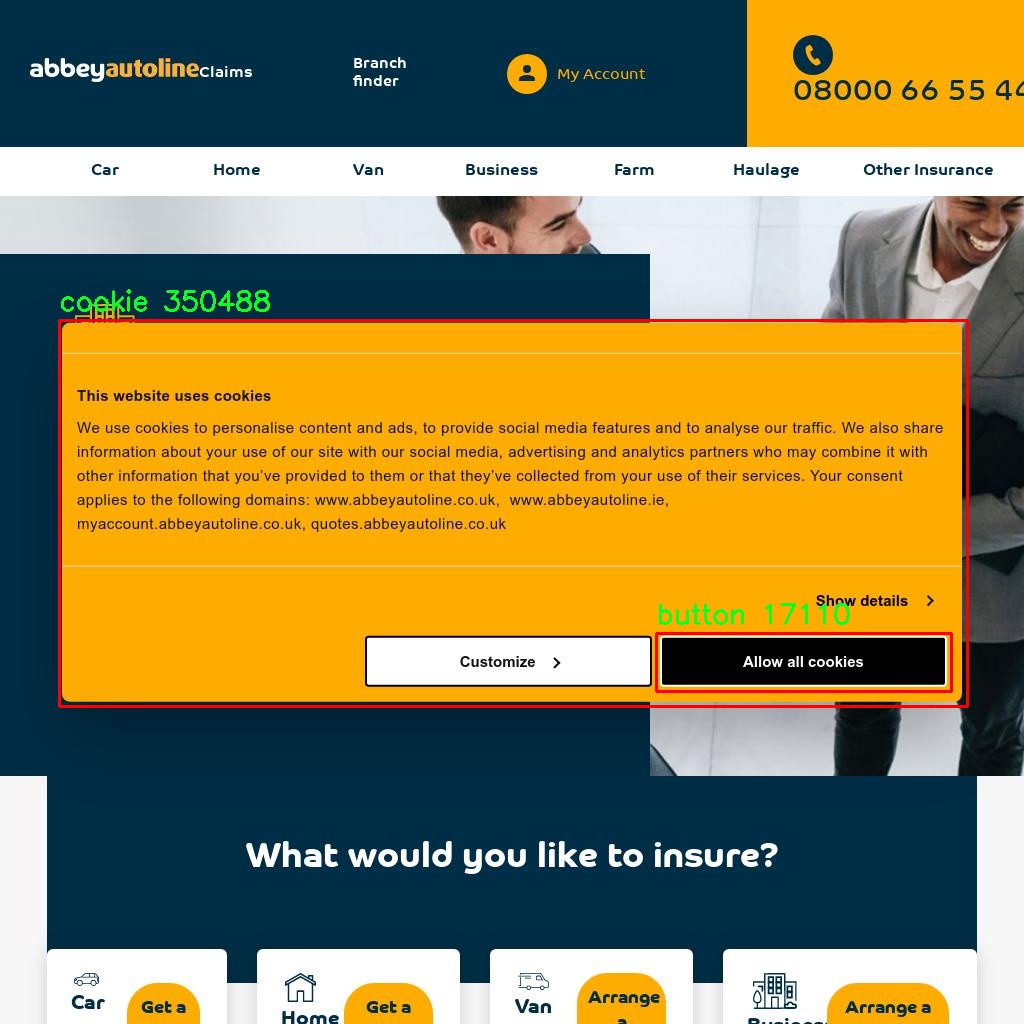 abbeyautoline
Claims
Branch
finder
My Account
08000 66 55 44
Car
Home
Van
Business
Farm
Haulage
Other Insurance
cookie 350488
This website uses cookies
We use cookies to personalise content and ads, to provide social media features and to analyse our traffic. We also share
information about your use of our site with our social media, advertising and analytics partners who may combine it with
other information that you’ve provided to them or that they’ve collected from your use of their services. Your consent
applies to the following domains: www.abbeyautoline.co.uk,  www.abbeyautoline.ie,
myaccount.abbeyautoline.co.uk, quotes.abbeyautoline.co.uk
Show details
button 17110
Customize
Allow all cookies
What would you like to insure?
Car
Get a
Home
Get a
Van
Arrange
a
Business
Arrange a